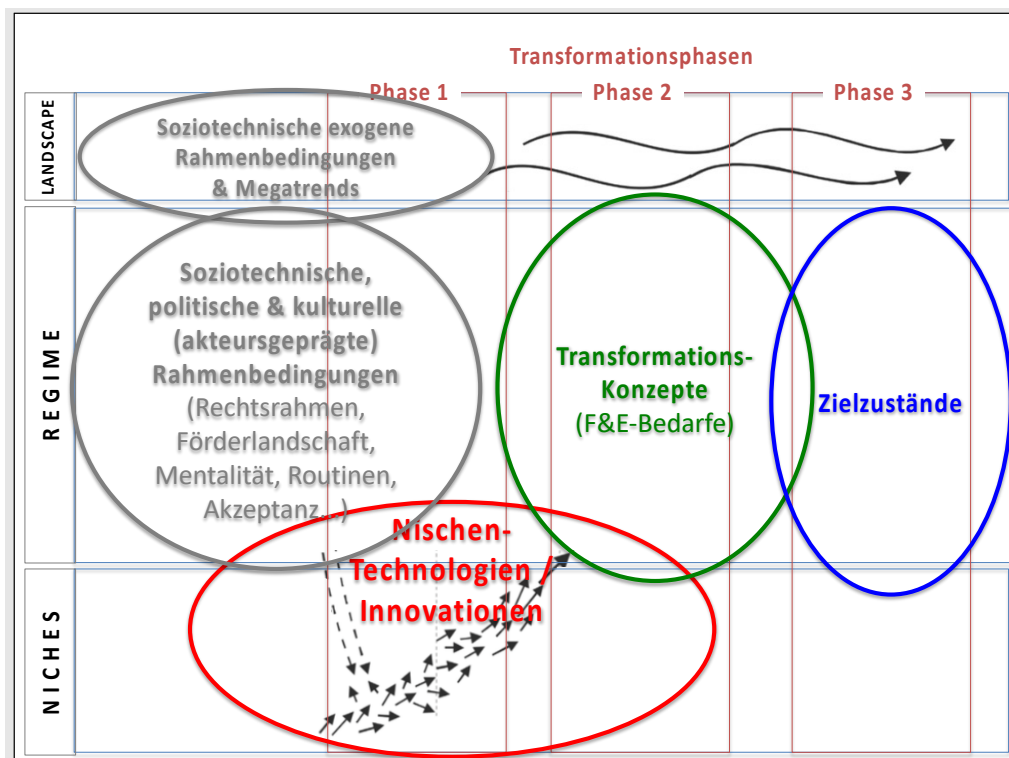 Transformationsphasen
Phase 1
Phase 2
Phase 3
LANDSCAPE
Soziotechnische exogene
Rahmenbedingungen
& Megatrends
REGIME
Soziotechnische,
politische & kulturelle
(akteursgeprägte)
Rahmenbedingungen
(Rechtsrahmen,
Förderlandschaft,
Mentalität, Routinen,
Akzeptanz...)
Transformations-
Konzepte
(F&E-Bedarfe)
Zielzustände
Nischen-
Technologien
Innovationen
NICHES